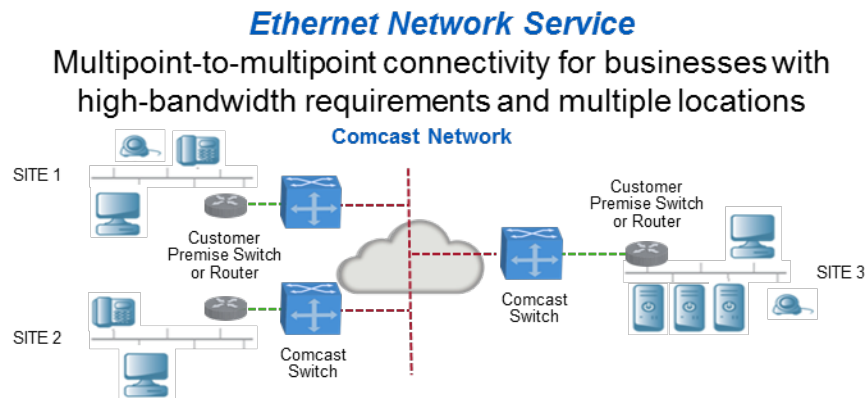 Ethernet Network Service
Multipoint-to-multipoint connectivity for businesses with
high-bandwidth requirements and multiple locations
Comcast Network
SITE 1
Customer
Premise Switch
or Router
SITE 2
Comcast
Switch
Comcast
Switch
Customer
Premise Switch
or Router
SITE 3